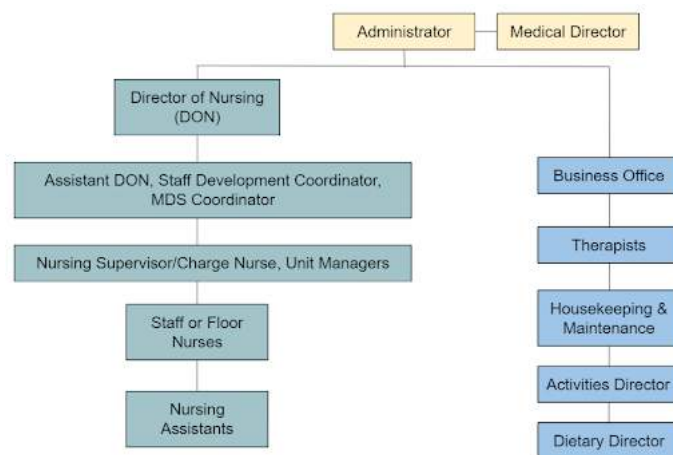 Administrator
Medical Director
Director of Nursing
(DON)
Assistant DON, Staff Development Coordinator,
MDS Coordinator
Nursing Supervisor/Charge Nurse, Unit Managers
Staff or Floor
Nurses
Nursing
Assistants
Business Office
Therapists
Housekeeping &
Maintenance
Activities Director
Dietary Director